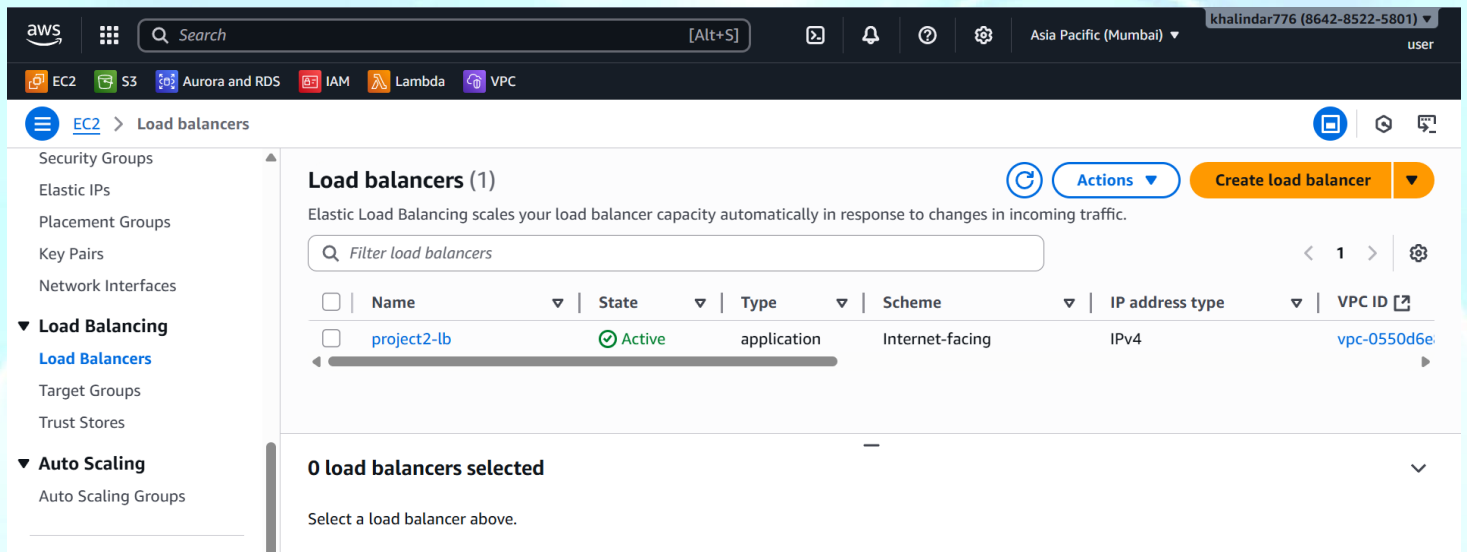 aws
Search [Alt+S]
Asia Pacific (Mumbai)
khalindar776 (8642-8522-5801)
user
EC2 S3 Aurora and RDS IAM Lambda VPC
EC2 > Load balancers
Security Groups
Elastic IPs
Placement Groups
Key Pairs
Network Interfaces
Load Balancing
Load Balancers
Target Groups
Trust Stores
Auto Scaling
Auto Scaling Groups
Load balancers (1)
Actions
Create load balancer
Elastic Load Balancing scales your load balancer capacity automatically in response to changes in incoming traffic.
Filter load balancers
1
Name State Type Scheme IP address type VPC ID
project2-lb Active application Internet-facing IPv4 vpc-0550d6e
0 load balancers selected
Select a load balancer above.